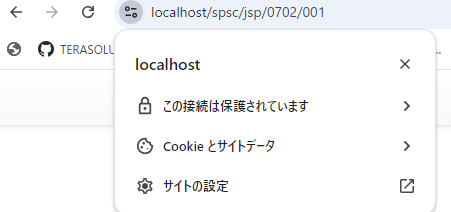 localhost/spsc/jsp/0702/001
TERASOLU
localhost
この接続は保護されています
Cookie とサイトデータ
サイトの設定